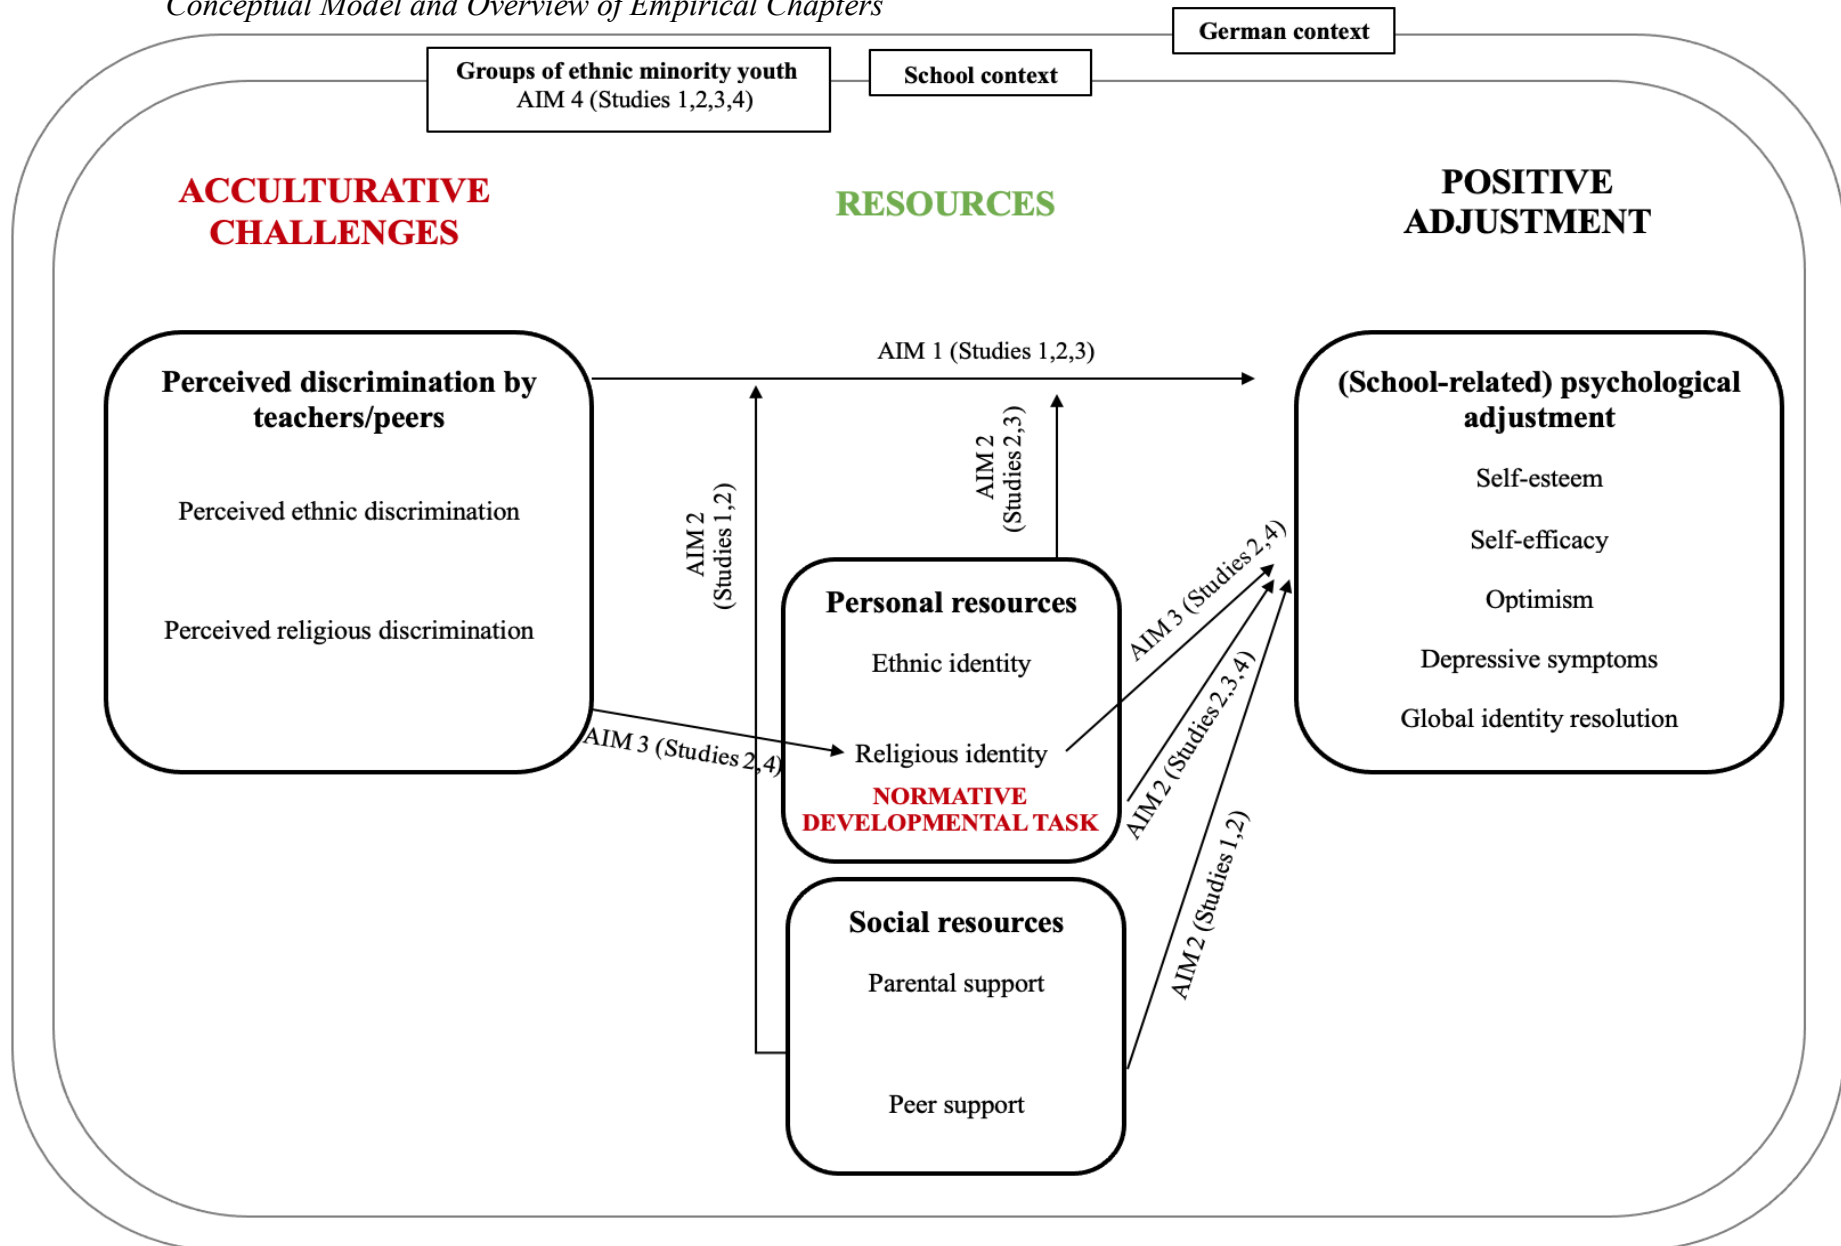 Conceptual Model and Overview of Empirical Chapters
German context
Groups of ethnic minority youth
AIM 4 (Studies 1,2,3,4)
School context
ACCULTURATIVE
CHALLENGES
RESOURCES
POSITIVE
ADJUSTMENT
Perceived discrimination by
teachers/peers
Perceived ethnic discrimination
Perceived religious discrimination
AIM 1 (Studies 1,2,3)
AIM 2
(Studies 1,2)
AIM 2
(Studies 2,3)
AIM 3 (Studies 2,4)
Personal resources
Ethnic identity
Religious identity
NORMATIVE
DEVELOPMENTAL TASK
Social resources
Parental support
Peer support
AIM 3 (Studies 2,4)
AIM 2 (Studies 2,3,4)
AIM 2 (Studies 1,2)
(School-related) psychological
adjustment
Self-esteem
Self-efficacy
Optimism
Depressive symptoms
Global identity resolution